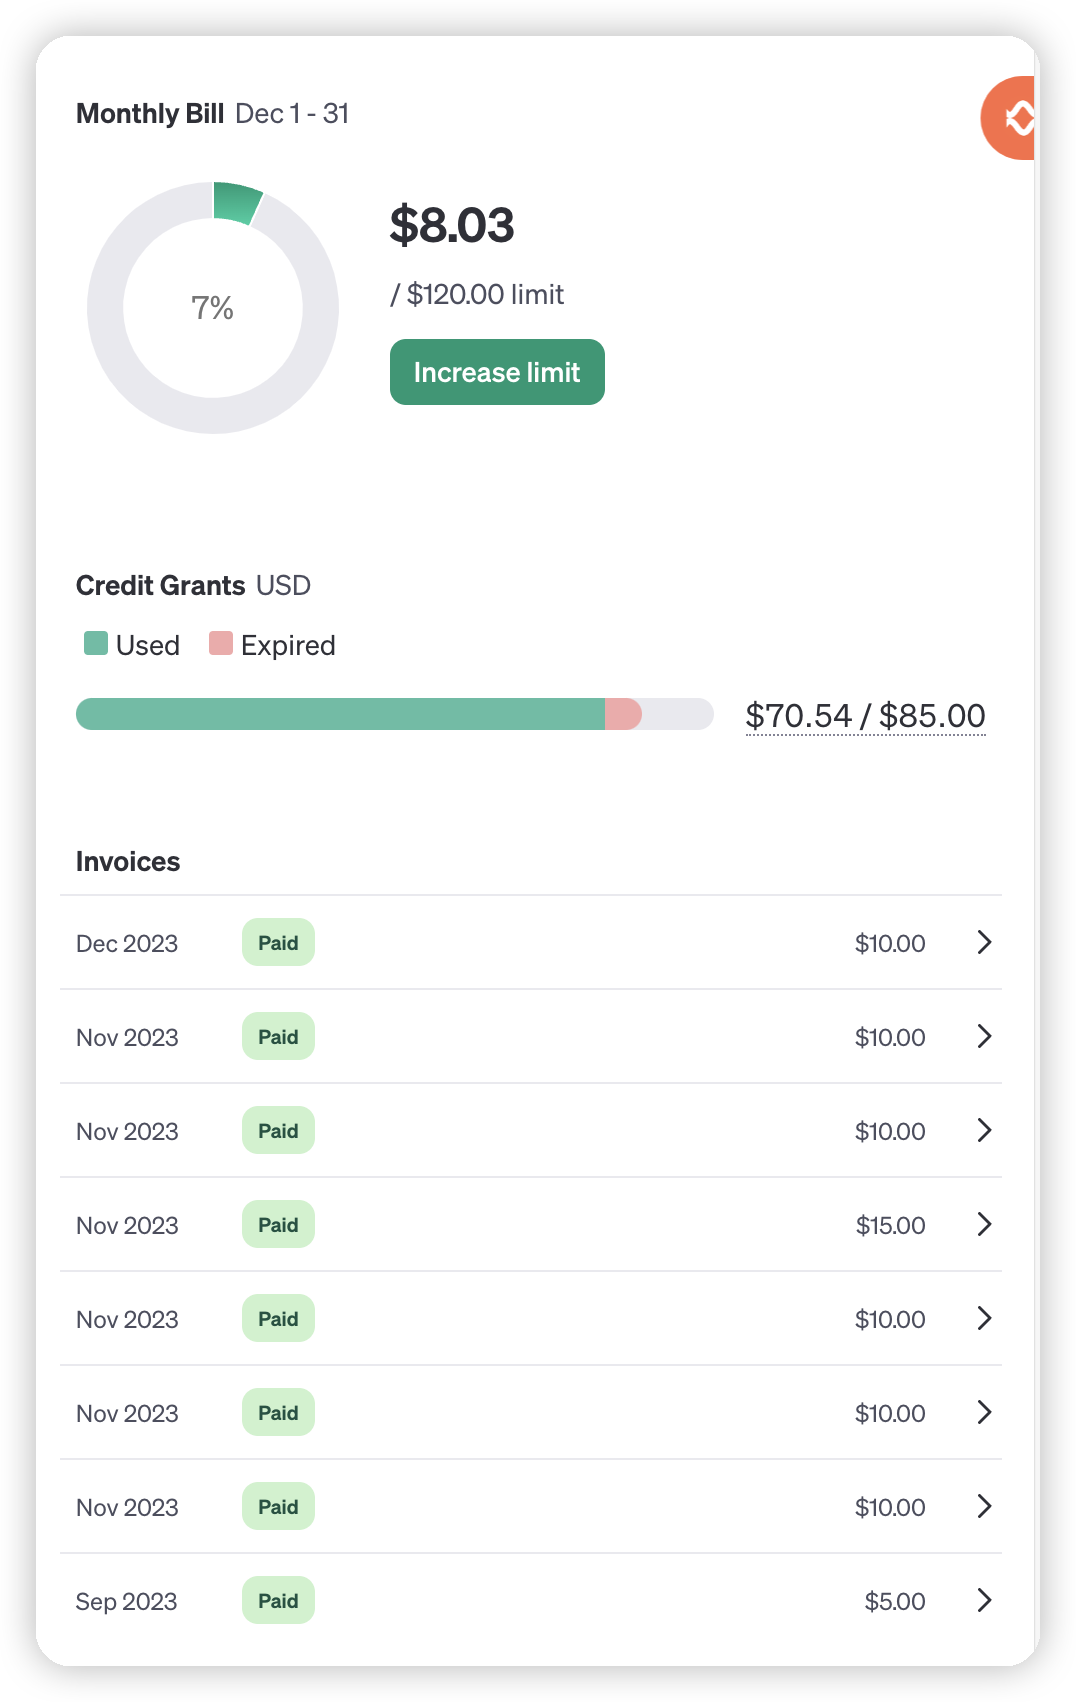 Monthly Bill Dec 1 - 31
7%
$8.03
/ $120.00 limit
Increase limit
Credit Grants USD
Used Expired
$70.54 / $85.00
Invoices
Dec 2023 Paid $10.00
Nov 2023 Paid $10.00
Nov 2023 Paid $10.00
Nov 2023 Paid $15.00
Nov 2023 Paid $10.00
Nov 2023 Paid $10.00
Nov 2023 Paid $10.00
Sep 2023 Paid $5.00